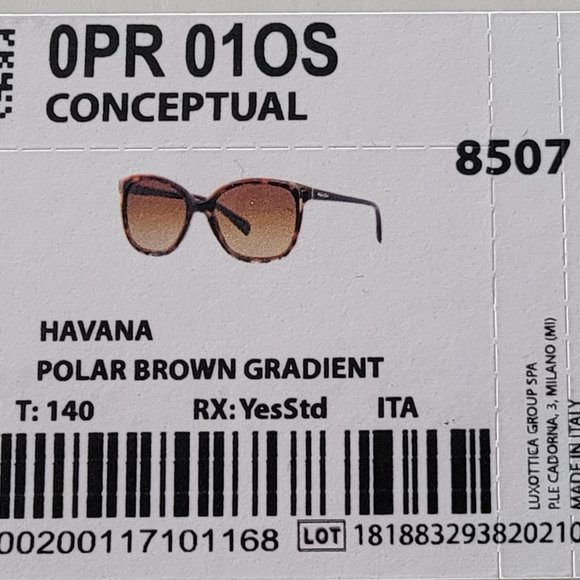 0PR 01OS
CONCEPTUAL
8507
HAVANA
POLAR BROWN GRADIENT
T: 140 RX: YesStd ITA
00200117101168 LOT 18188329382021
LUXOTTICA GROUP SPA
PLE CADORNA, 3, MILANO (MI)
MADE IN ITALY